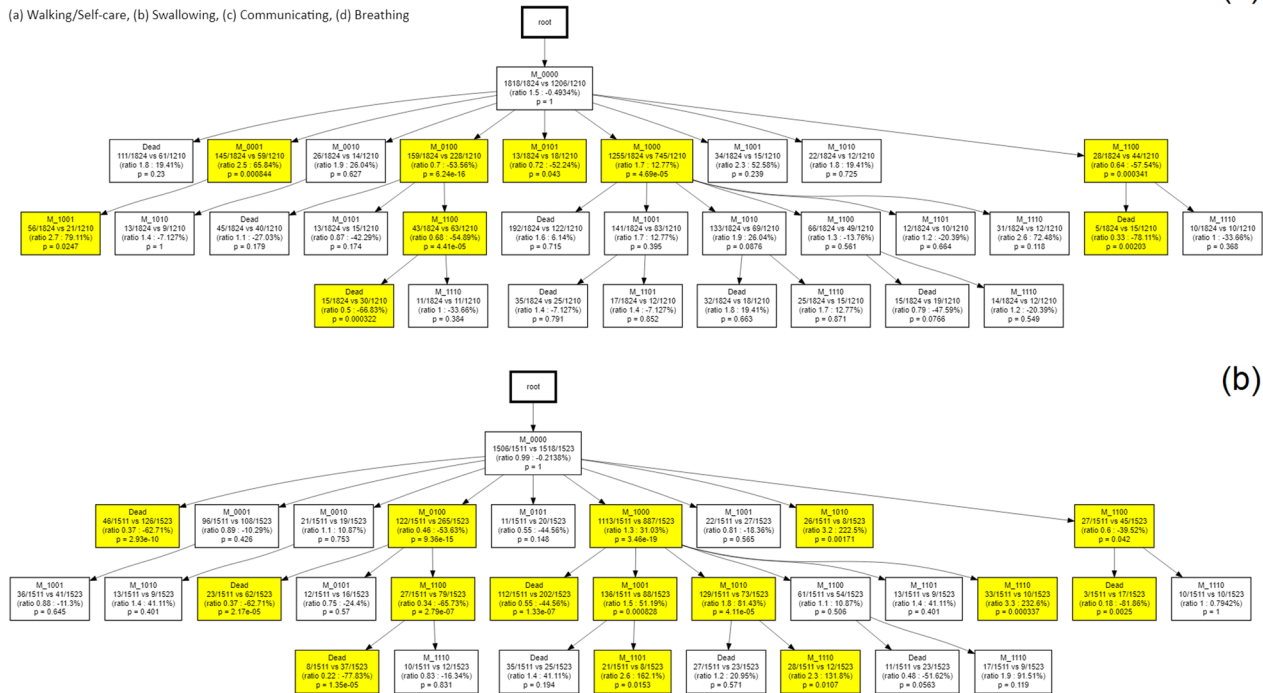 (a) Walking/Self-care, (b) Swallowing, (c) Communicating, (d) Breathing
root
M_0000
1818/1824 vs 1206/1210
(ratio 1.5 : -0.4934%)
p = 1
Dead
111/1824 vs 61/1210
(ratio 1.8 : 19.41%)
p = 0.23
M_0001
145/1824 vs 59/1210
(ratio 2.5 : 65.84%)
p = 0.000844
M_0010
26/1824 vs 14/1210
(ratio 1.9 : 26.04%)
p = 0.627
M_0100
159/1824 vs 228/1210
(ratio 0.7 : -53.56%)
p = 6.24e-16
M_0101
13/1824 vs 18/1210
(ratio 0.72 : -52.24%)
p = 0.043
M_1000
1255/1824 vs 745/1210
(ratio 1.7 : 12.77%)
p = 4.69e-05
M_1001
34/1824 vs 15/1210
(ratio 2.3 : 52.58%)
p = 0.239
M_1010
22/1824 vs 12/1210
(ratio 1.8 : 19.41%)
p = 0.725
M_1100
28/1824 vs 44/1210
(ratio 0.64 : -57.54%)
p = 0.000341
M_1001
56/1824 vs 21/1210
(ratio 2.7 : 79.11%)
p = 0.0247
M_1010
13/1824 vs 9/1210
(ratio 1.4 : -7.127%)
p = 1
Dead
45/1824 vs 40/1210
(ratio 1.1 : -27.03%)
p = 0.179
M_0101
13/1824 vs 15/1210
(ratio 0.87 : -42.29%)
p = 0.174
M_1100
43/1824 vs 63/1210
(ratio 0.68 : -54.89%)
p = 4.41e-05
Dead
192/1824 vs 122/1210
(ratio 1.6 : 6.14%)
p = 0.715
M_1001
141/1824 vs 83/1210
(ratio 1.7 : 12.77%)
p = 0.395
M_1010
133/1824 vs 69/1210
(ratio 1.9 : 26.04%)
p = 0.0876
M_1100
66/1824 vs 49/1210
(ratio 1.3 : -13.76%)
p = 0.561
M_1101
12/1824 vs 10/1210
(ratio 1.2 : -20.39%)
p = 0.664
M_1110
31/1824 vs 12/1210
(ratio 2.6 : 72.48%)
p = 0.118
Dead
5/1824 vs 15/1210
(ratio 0.33 : -78.11%)
p = 0.00203
M_1110
10/1824 vs 10/1210
(ratio 1 : -33.66%)
p = 0.368
Dead
15/1824 vs 30/1210
(ratio 0.5 : -66.83%)
p = 0.000322
M_1110
11/1824 vs 11/1210
(ratio 1 : -33.66%)
p = 0.384
Dead
35/1824 vs 25/1210
(ratio 1.4 : -7.127%)
p = 0.791
M_1101
17/1824 vs 12/1210
(ratio 1.4 : -7.127%)
p = 0.852
Dead
32/1824 vs 18/1210
(ratio 1.8 : 19.41%)
p = 0.663
M_1110
25/1824 vs 15/1210
(ratio 1.7 : 12.77%)
p = 0.871
Dead
15/1824 vs 19/1210
(ratio 0.79 : -47.59%)
p = 0.0766
M_1110
14/1824 vs 12/1210
(ratio 1.2 : -20.39%)
p = 0.549
(b)
root
M_0000
1506/1511 vs 1518/1523
(ratio 0.99 : -0.2138%)
p = 1
Dead
46/1511 vs 126/1523
(ratio 0.37 : -62.71%)
p = 2.93e-10
M_0001
96/1511 vs 108/1523
(ratio 0.89 : -10.29%)
p = 0.426
M_0010
21/1511 vs 19/1523
(ratio 1.1 : 10.87%)
p = 0.753
M_0100
122/1511 vs 265/1523
(ratio 0.46 : -53.63%)
p = 9.36e-15
M_0101
11/1511 vs 20/1523
(ratio 0.55 : -44.56%)
p = 0.148
M_1000
1113/1511 vs 887/1523
(ratio 1.3 : 31.03%)
p = 3.46e-19
M_1001
22/1511 vs 27/1523
(ratio 0.81 : -18.36%)
p = 0.565
M_1010
26/1511 vs 8/1523
(ratio 3.2 : 222.5%)
p = 0.00171
M_1100
27/1511 vs 45/1523
(ratio 0.6 : -39.52%)
p = 0.042
M_1001
36/1511 vs 41/1523
(ratio 0.88 : -11.3%)
p = 0.645
M_1010
13/1511 vs 9/1523
(ratio 1.4 : 41.11%)
p = 0.401
Dead
23/1511 vs 62/1523
(ratio 0.37 : -62.71%)
p = 2.17e-05
M_0101
12/1511 vs 16/1523
(ratio 0.75 : -24.4%)
p = 0.57
M_1100
27/1511 vs 79/1523
(ratio 0.34 : -65.73%)
p = 2.79e-07
Dead
112/1511 vs 202/1523
(ratio 0.55 : -44.56%)
p = 1.33e-07
M_1001
136/1511 vs 88/1523
(ratio 1.5 : 51.19%)
p = 0.000828
M_1010
129/1511 vs 73/1523
(ratio 1.8 : 81.43%)
p = 4.11e-05
M_1100
61/1511 vs 54/1523
(ratio 1.1 : 10.87%)
p = 0.506
M_1101
13/1511 vs 9/1523
(ratio 1.4 : 41.11%)
p = 0.401
M_1110
33/1511 vs 10/1523
(ratio 3.3 : 232.6%)
p = 0.000337
Dead
3/1511 vs 17/1523
(ratio 0.18 : -81.86%)
p = 0.0025
M_1110
10/1511 vs 10/1523
(ratio 1 : 0.7942%)
p = 1
Dead
8/1511 vs 37/1523
(ratio 0.22 : -77.83%)
p = 1.35e-05
M_1110
10/1511 vs 12/1523
(ratio 0.83 : -16.34%)
p = 0.831
Dead
35/1511 vs 25/1523
(ratio 1.4 : 41.11%)
p = 0.194
M_1101
21/1511 vs 8/1523
(ratio 2.6 : 162.1%)
p = 0.0153
Dead
27/1511 vs 23/1523
(ratio 1.2 : 20.95%)
p = 0.571
M_1110
28/1511 vs 12/1523
(ratio 2.3 : 131.8%)
p = 0.0107
Dead
11/1511 vs 23/1523
(ratio 0.48 : -51.62%)
p = 0.0563
M_1110
17/1511 vs 9/1523
(ratio 1.9 : 91.51%)
p = 0.119